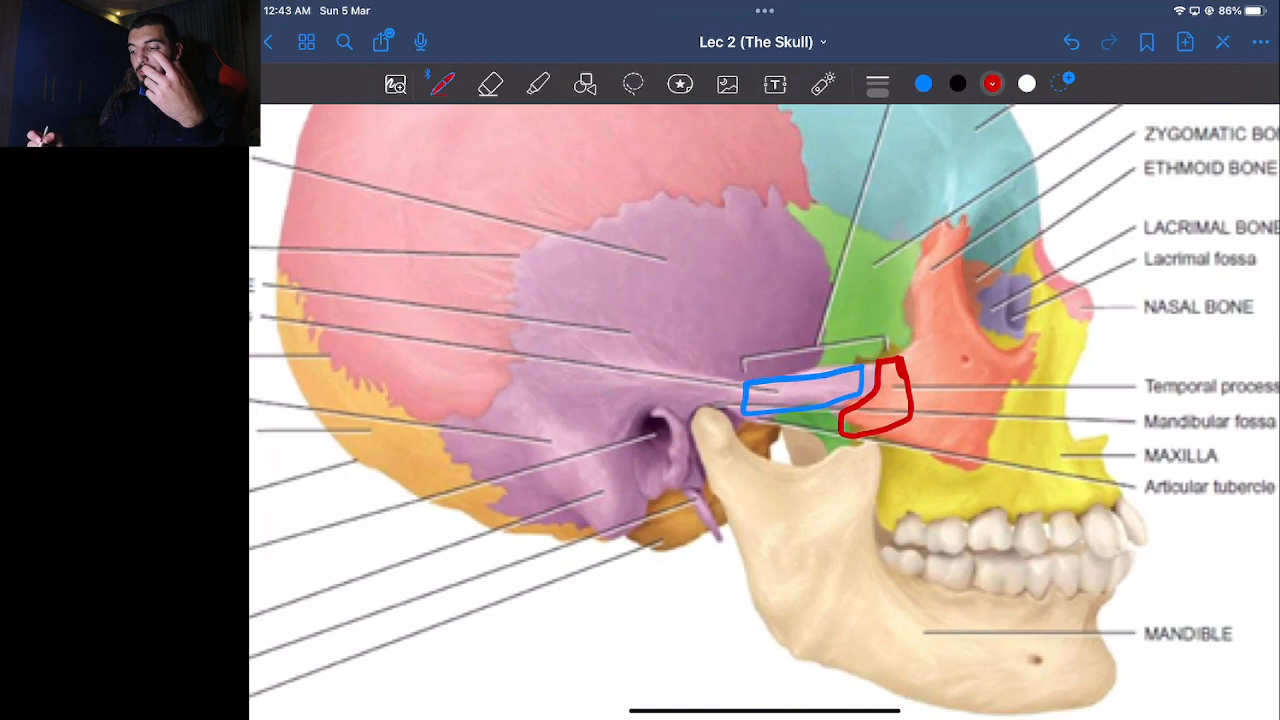 12:43 AM Sun 5 Mar
86%
Lec 2 (The Skull)
ZYGOMATIC BO
ETHMOID BONE
LACRIMAL BONE
Lacrimal fossa
NASAL BONE
Temporal process
Mandibular fossa
MAXILLA
Articular tubercle
MANDIBLE